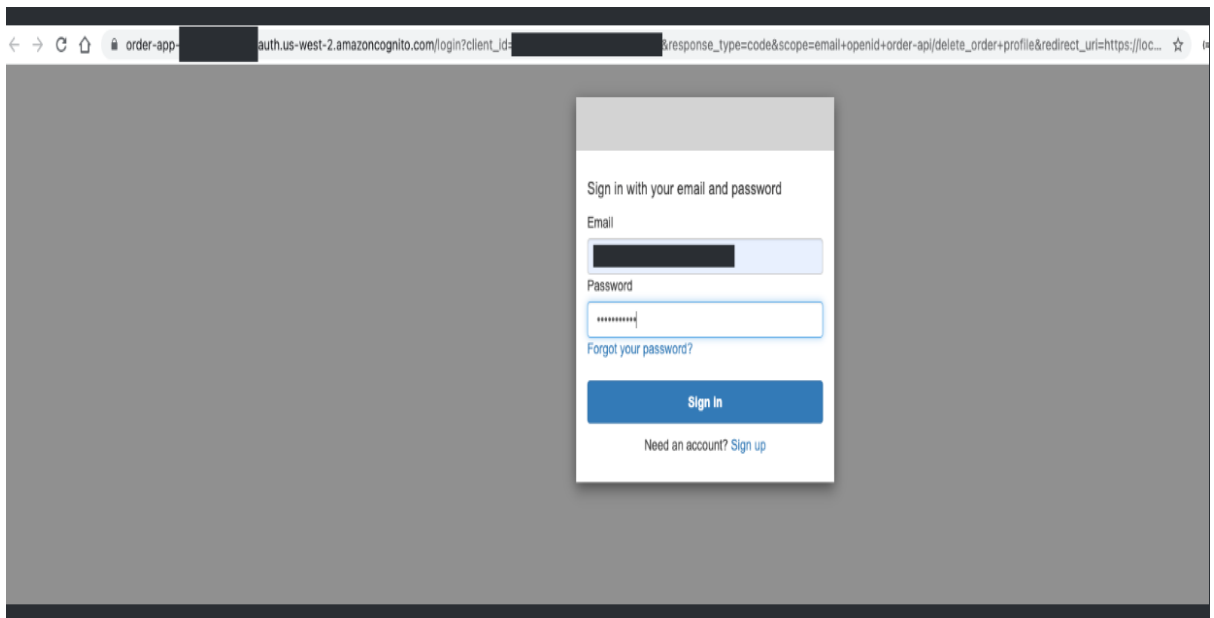 order-app- auth.us-west-2.amazoncognito.com/login?client_id= &response_type=code&scope=email+openid+order-api/delete_order+profile&redirect_uri=https://loc...
Sign in with your email and password
Email
Password
Forgot your password?
Sign in
Need an account? Sign up